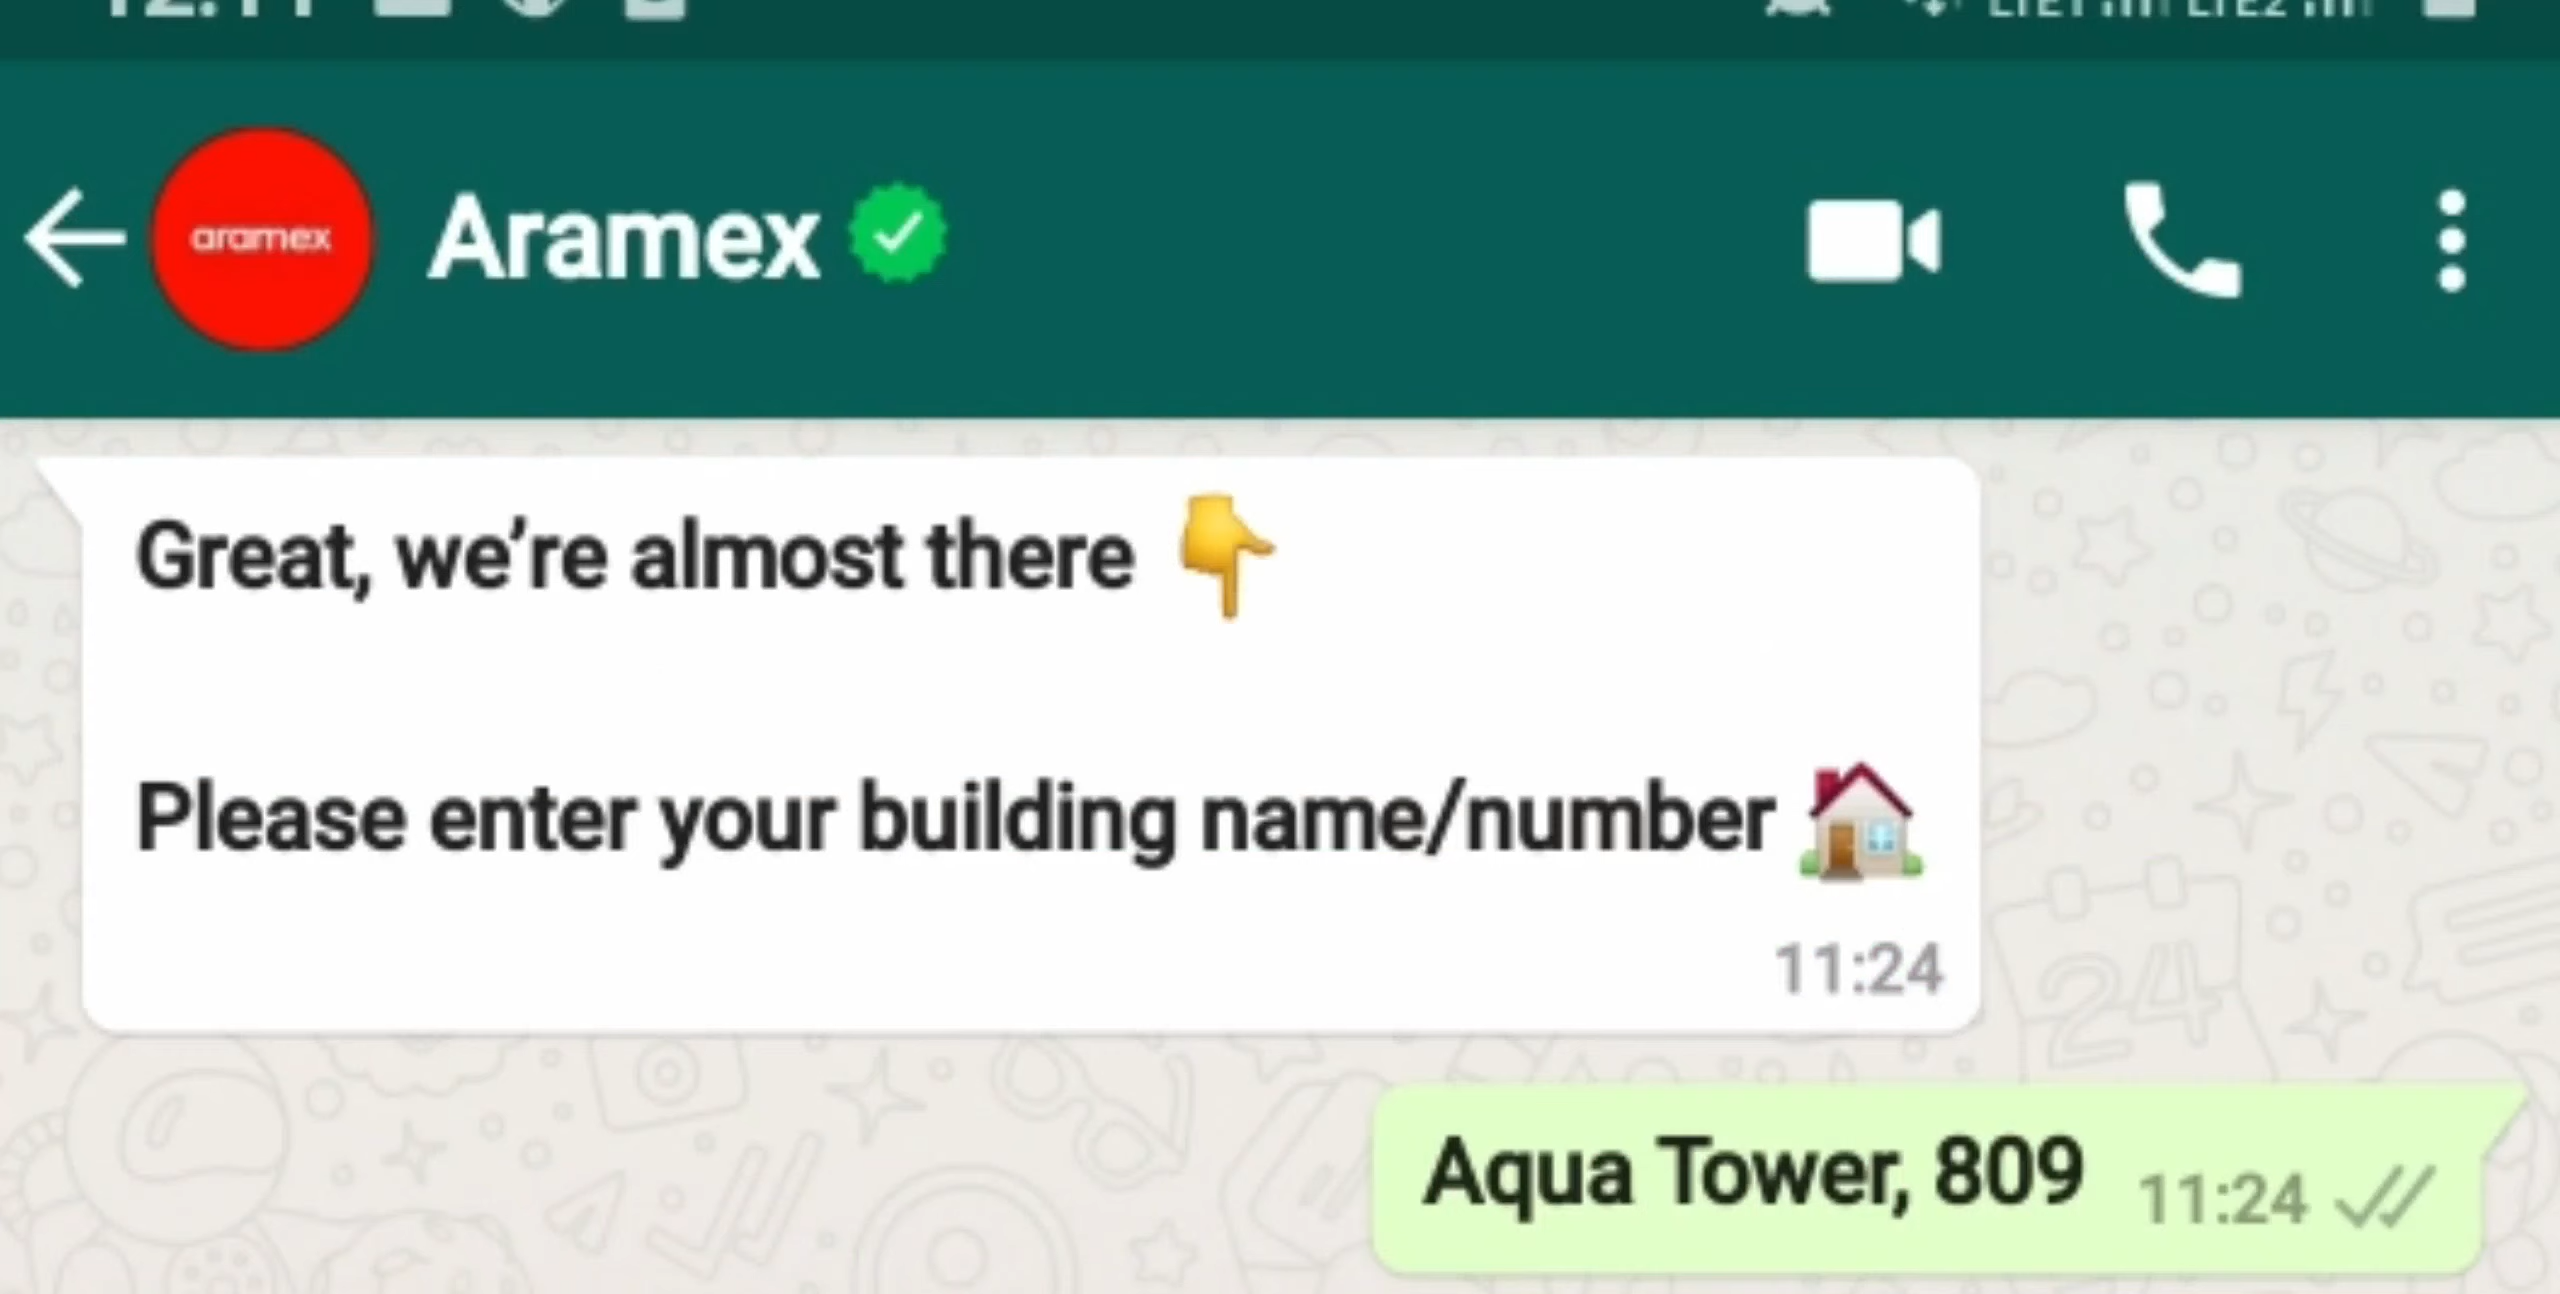 aramex
Aramex
Great, we’re almost there 👇
Please enter your building name/number 🏠
11:24
Aqua Tower, 809 11:24